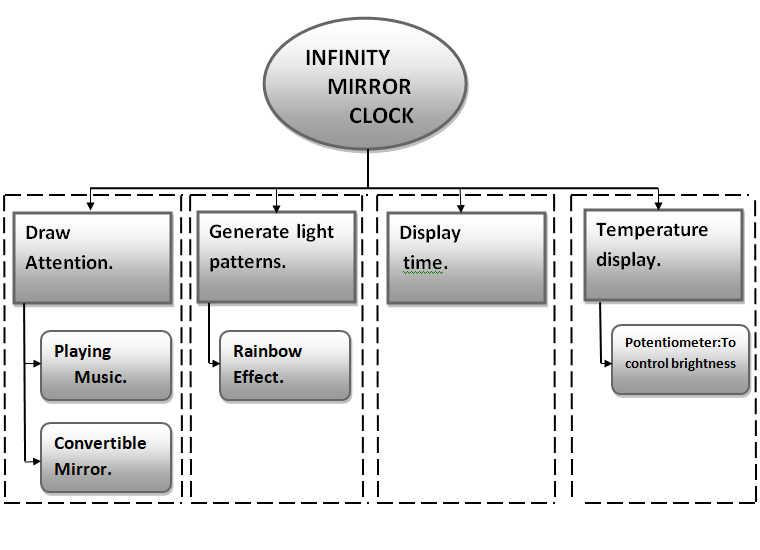 INFINITY
MIRROR
CLOCK
Draw
Attention.
Playing
Music.
Convertible
Mirror.
Generate light
patterns.
Rainbow
Effect.
Display
time.
Temperature
display.
Potentiometer:To
control brightness